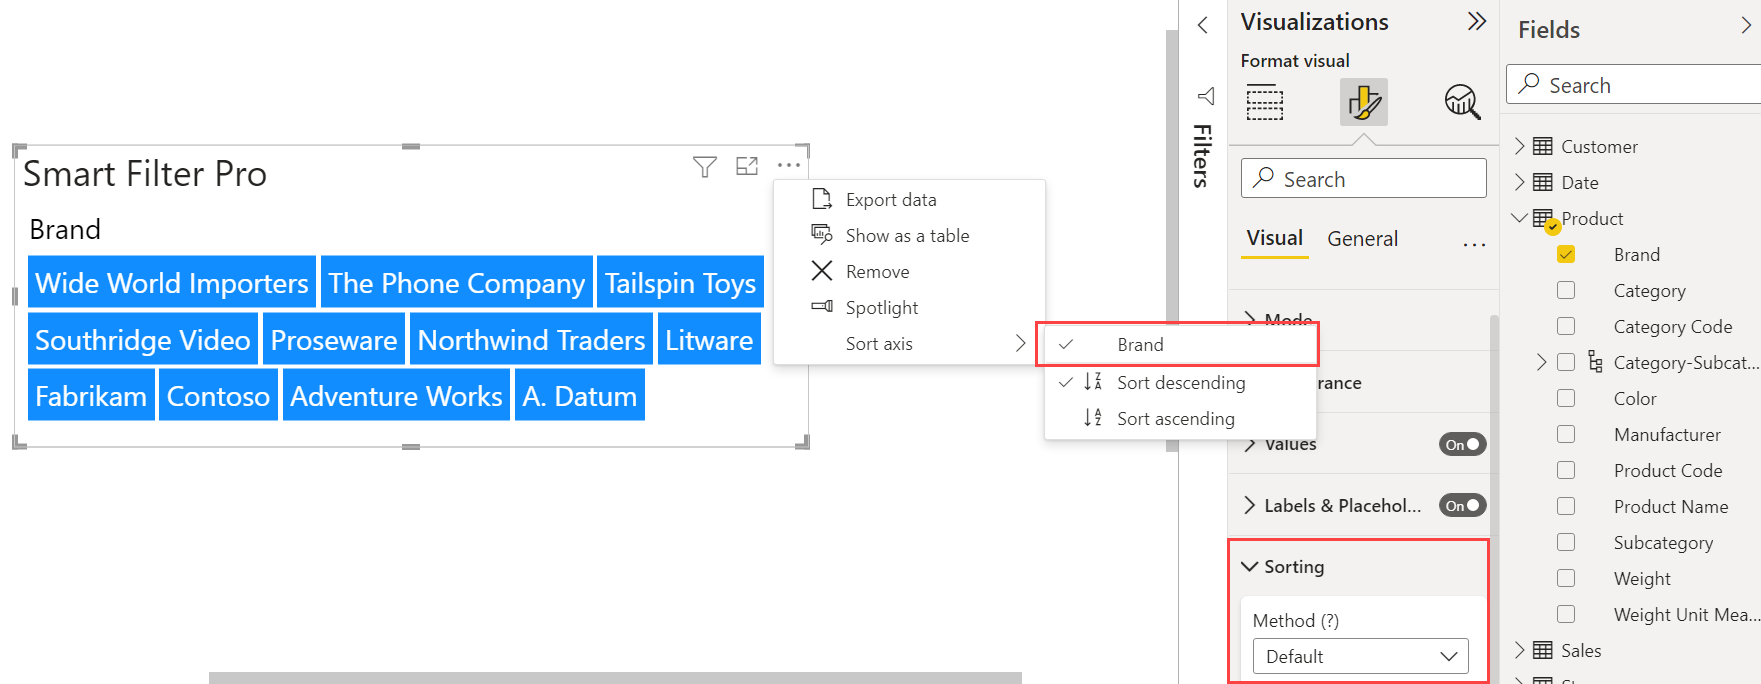 Smart Filter Pro
Brand
Wide World Importers The Phone Company Tailspin Toys
Southridge Video Proseware Northwind Traders Litware
Fabrikam Contoso Adventure Works A. Datum
Export data
Show as a table
Remove
Spotlight
Sort axis
Brand
Sort descending
Sort ascending
Filters
Visualizations
Format visual
Search
Visual General
Mode
rance
Values On
Labels & Placehol... On
Sorting
Method (?)
Default
Fields
Search
Customer
Date
Product
Brand
Category
Category Code
Category-Subcat...
Color
Manufacturer
Product Code
Product Name
Subcategory
Weight
Weight Unit Mea...
Sales